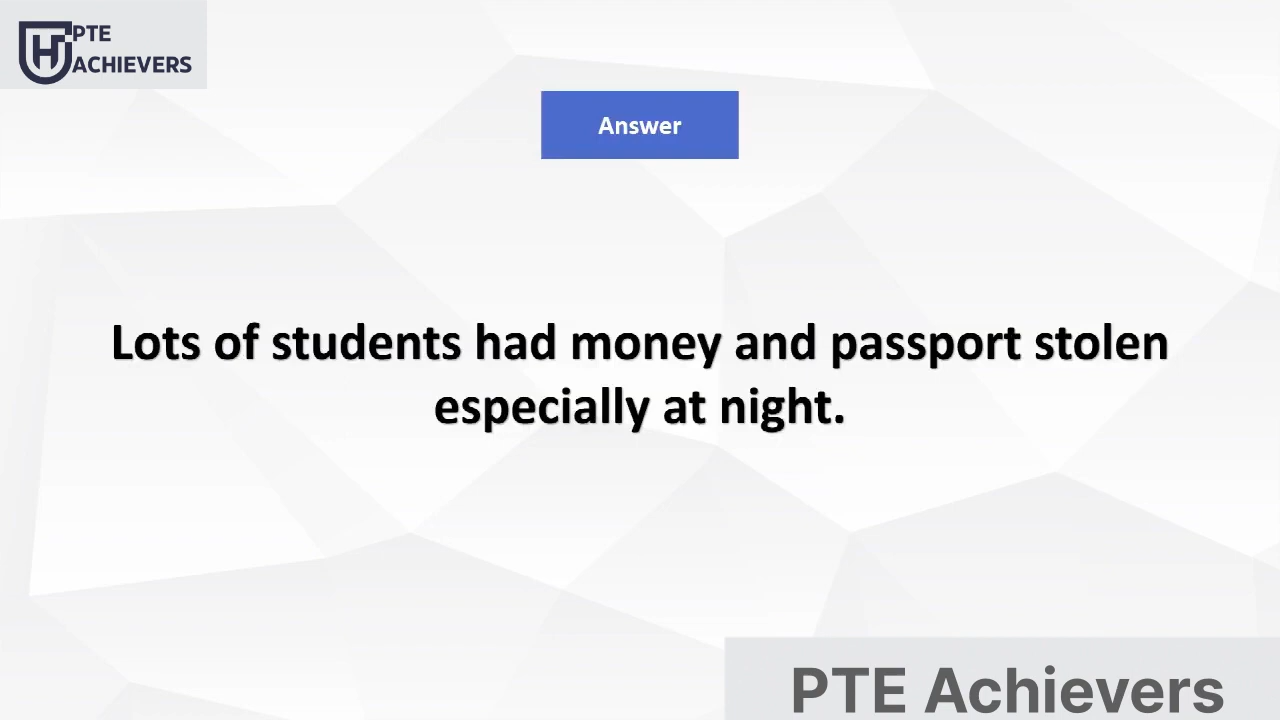 PTE
ACHIEVERS
Answer
Lots of students had money and passport stolen
especially at night.
PTE Achievers